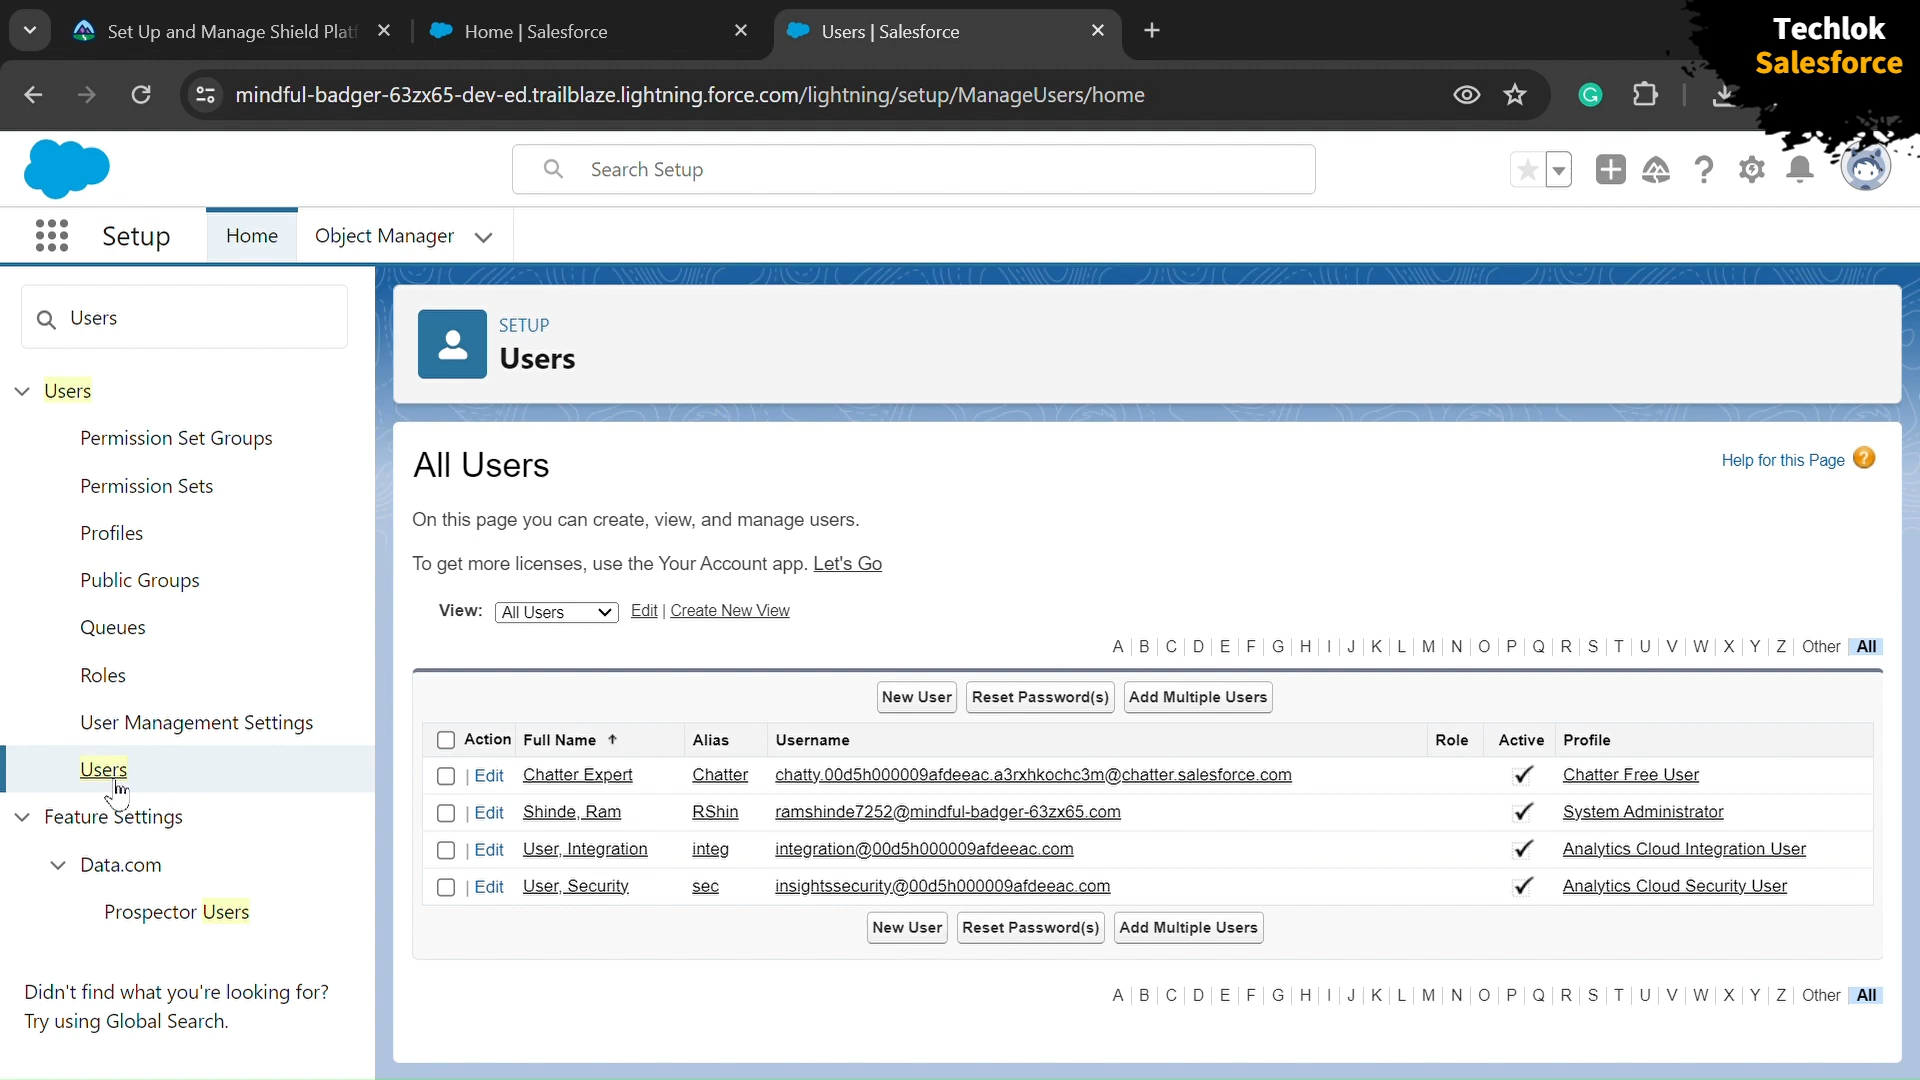 Set Up and Manage Shield Platf
Home | Salesforce
Users | Salesforce
Techlok
Salesforce
mindful-badger-63zx65-dev-ed.trailblaze.lightning.force.com/lightning/setup/ManageUsers/home
Search Setup
Setup
Home
Object Manager
Users
SETUP
Users
Users
Permission Set Groups
Permission Sets
Profiles
Public Groups
Queues
Roles
User Management Settings
Users
Feature Settings
Data.com
Prospector Users
Didn't find what you're looking for?
Try using Global Search.
All Users
Help for this Page ?
On this page you can create, view, and manage users.
To get more licenses, use the Your Account app. Let's Go
View: All Users Edit | Create New View
A | B | C | D | E | F | G | H | I | J | K | L | M | N | O | P | Q | R | S | T | U | V | W | X | Y | Z | Other | All
New User Reset Password(s) Add Multiple Users
Action Full Name ↑ Alias Username Role Active Profile
| Edit Chatter Expert Chatter chatty.00d5h000009afdeeac.a3rxhkochc3m@chatter.salesforce.com ✓ Chatter Free User
| Edit Shinde, Ram RShin ramshinde7252@mindful-badger-63zx65.com ✓ System Administrator
| Edit User, Integration integ integration@00d5h000009afdeeac.com ✓ Analytics Cloud Integration User
| Edit User, Security sec insightssecurity@00d5h000009afdeeac.com ✓ Analytics Cloud Security User
New User Reset Password(s) Add Multiple Users
A | B | C | D | E | F | G | H | I | J | K | L | M | N | O | P | Q | R | S | T | U | V | W | X | Y | Z | Other | All